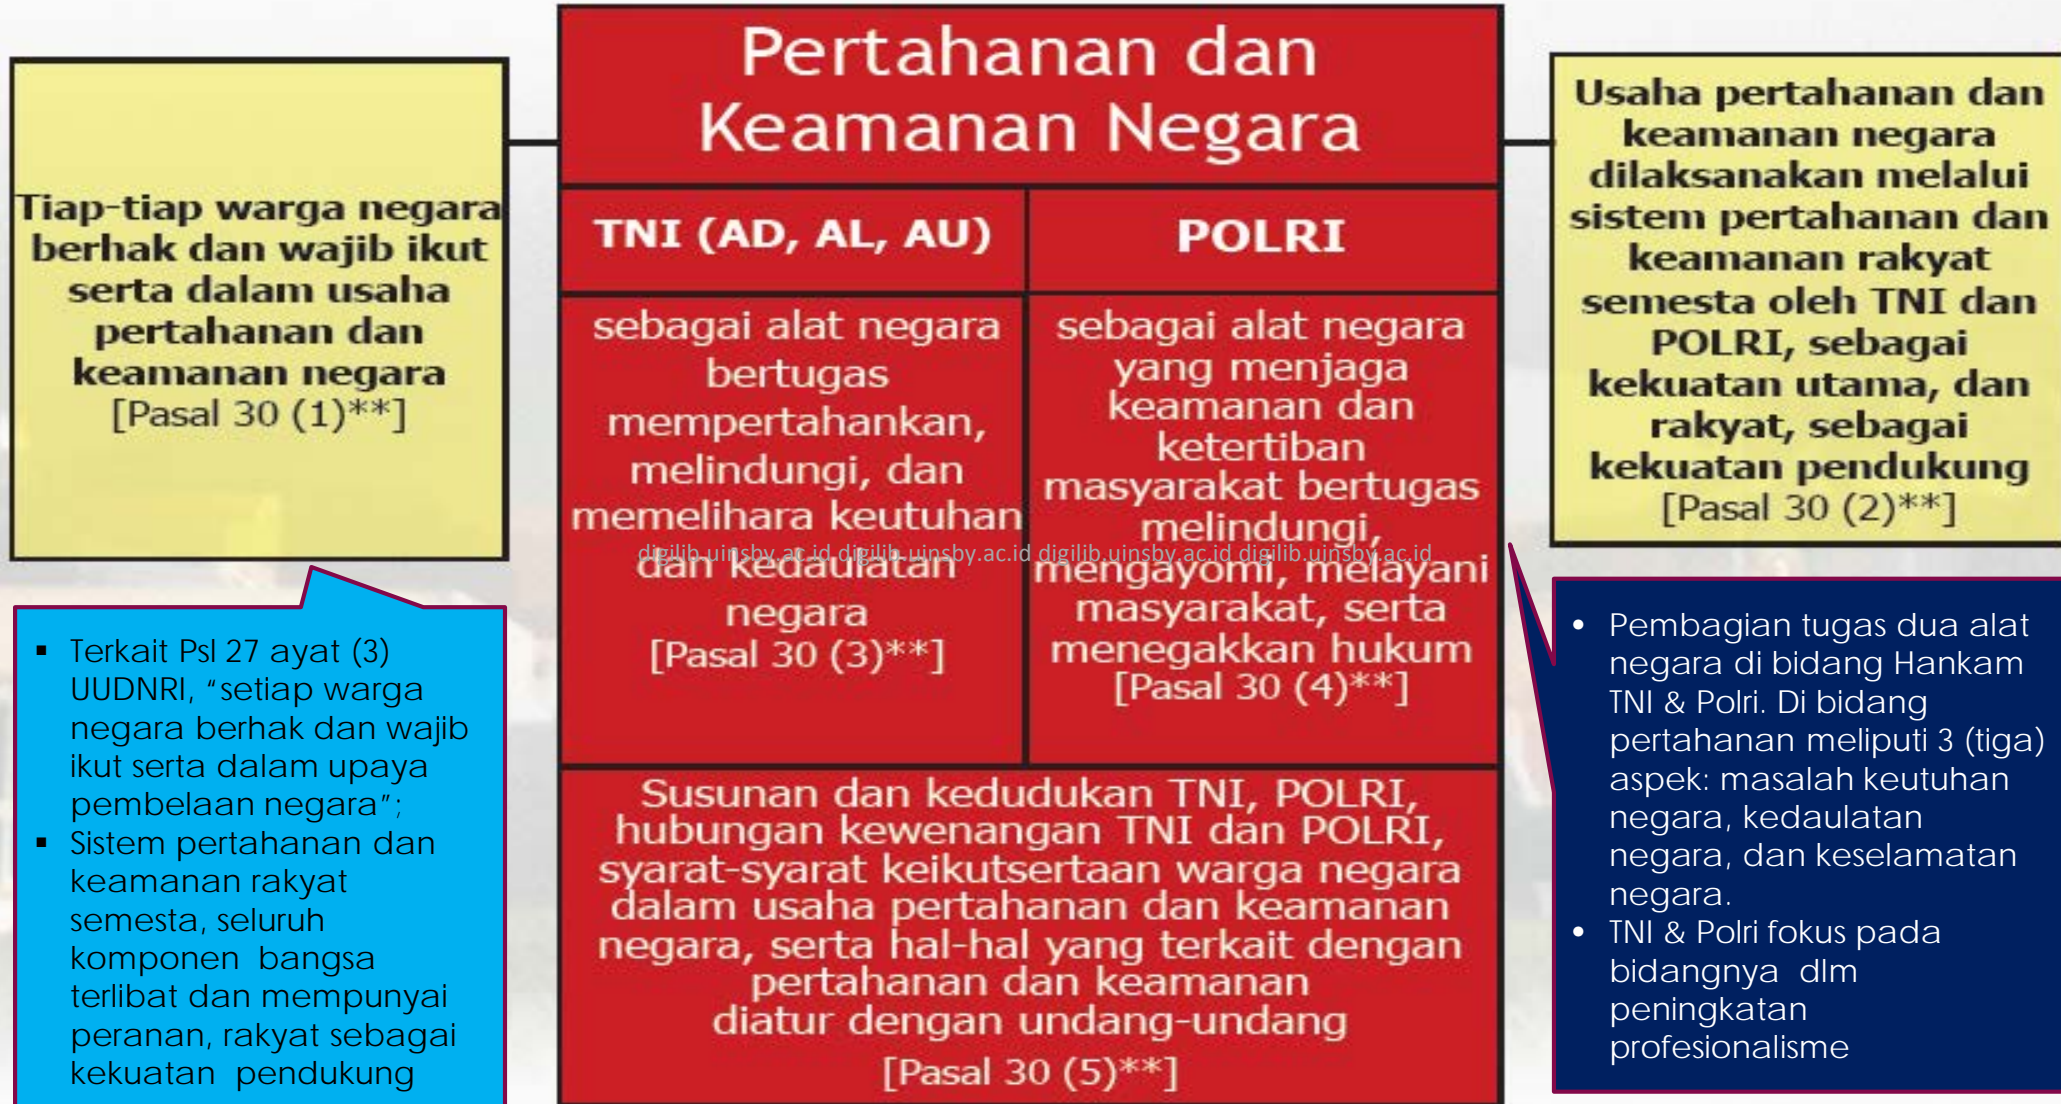 Pertahanan dan
Keamanan Negara
Tiap-tiap warga negara
berhak dan wajib ikut
serta dalam usaha
pertahanan dan
keamanan negara
[Pasal 30 (1)**]
TNI (AD, AL, AU)
sebagai alat negara
bertugas
mempertahankan,
melindungi, dan
memelihara keutuhan
dan kedaulatan
negara
[Pasal 30 (3)**]
POLRI
sebagai alat negara
yang menjaga
keamanan dan
ketertiban
masyarakat bertugas
melindungi,
mengayomi, melayani
masyarakat, serta
menegakkan hukum
[Pasal 30 (4)**]
digilib.uinsby.ac.id digilib.uinsby.ac.id digilib.uinsby.ac.id digilib.uinsby.ac.id
Susunan dan kedudukan TNI, POLRI,
hubungan kewenangan TNI dan POLRI,
syarat-syarat keikutsertaan warga negara
dalam usaha pertahanan dan keamanan
negara, serta hal-hal yang terkait dengan
pertahanan dan keamanan
diatur dengan undang-undang
[Pasal 30 (5)**]
Usaha pertahanan dan
keamanan negara
dilaksanakan melalui
sistem pertahanan dan
keamanan rakyat
semesta oleh TNI dan
POLRI, sebagai
kekuatan utama, dan
rakyat, sebagai
kekuatan pendukung
[Pasal 30 (2)**]
▪ Terkait Psl 27 ayat (3)
UUDNRI, “setiap warga
negara berhak dan wajib
ikut serta dalam upaya
pembelaan negara”;
▪ Sistem pertahanan dan
keamanan rakyat
semesta, seluruh
komponen bangsa
terlibat dan mempunyai
peranan, rakyat sebagai
kekuatan pendukung
• Pembagian tugas dua alat
negara di bidang Hankam
TNI & Polri. Di bidang
pertahanan meliputi 3 (tiga)
aspek: masalah keutuhan
negara, kedaulatan
negara, dan keselamatan
negara.
• TNI & Polri fokus pada
bidangnya dlm
peningkatan
profesionalisme